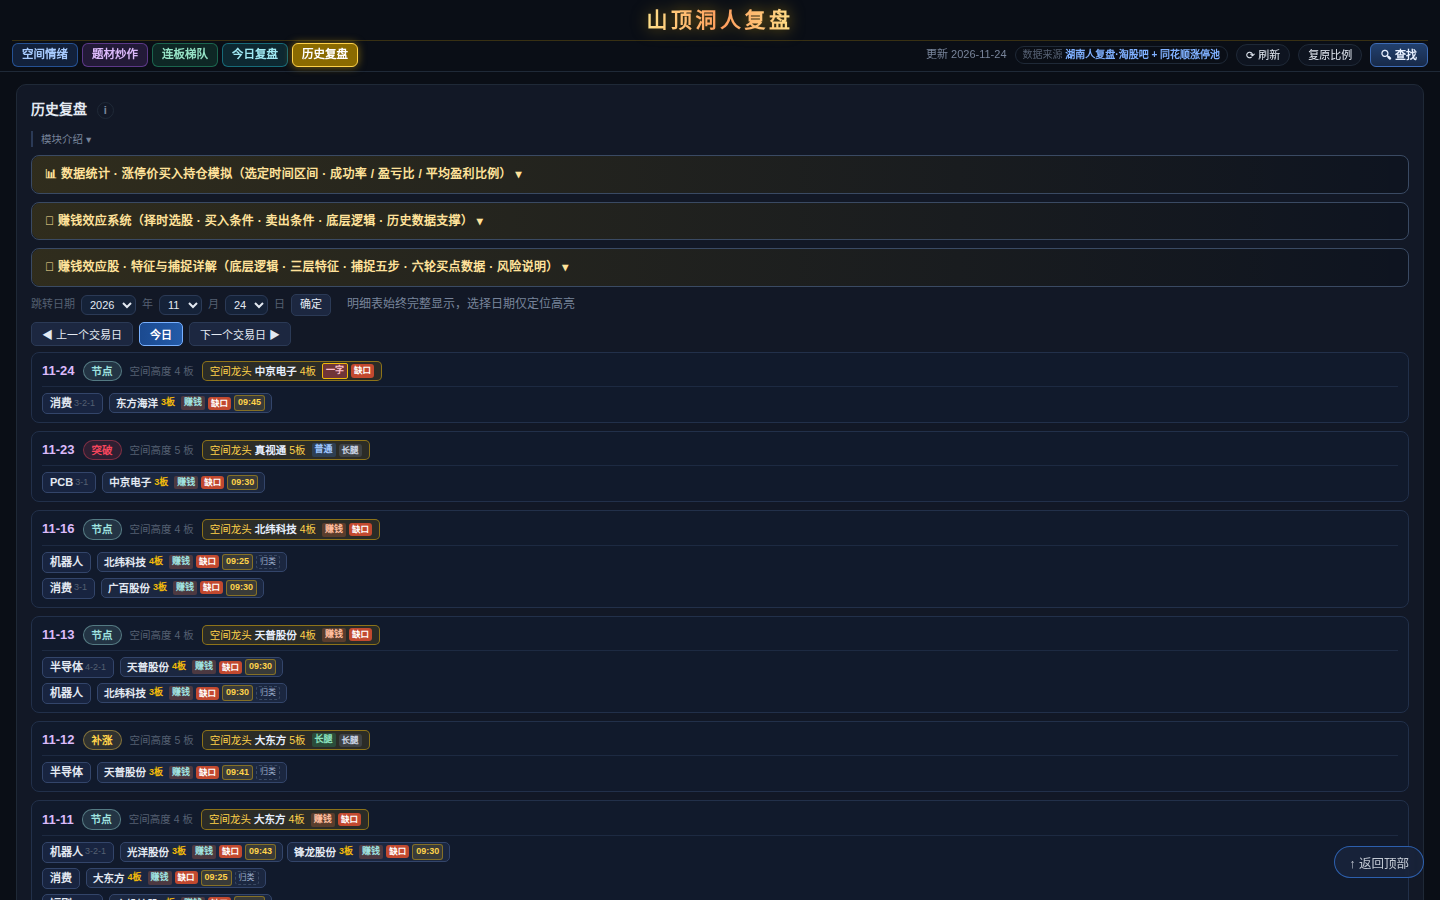 山顶洞人复盘
空间情绪 题材炒作 连板梯队 今日复盘 历史复盘 更新 2026-11-24 数据来源 湖南人复盘·淘股吧 + 同花顺涨停池 ⟳ 刷新 复原比例 🔍 查找
历史复盘 i
模块介绍 ▾
📊 数据统计 · 涨停价买入持仓模拟（选定时间区间 · 成功率 / 盈亏比 / 平均盈利比例） ▼
赚钱效应系统（择时选股 · 买入条件 · 卖出条件 · 底层逻辑 · 历史数据支撑） ▼
赚钱效应股 · 特征与捕捉详解（底层逻辑 · 三层特征 · 捕捉五步 · 六轮买点数据 · 风险说明） ▼
跳转日期 2026 年 11 月 24 日 确定 明细表始终完整显示，选择日期仅定位高亮
◀ 上一个交易日 今日 下一个交易日 ▶
11-24 节点 空间高度 4 板 空间龙头 中京电子 4板 一字 缺口
消费 3-2-1 东方海洋 3板 赚钱 缺口 09:45
11-23 突破 空间高度 5 板 空间龙头 真视通 5板 普通 长腿
PCB 3-1 中京电子 3板 赚钱 缺口 09:30
11-16 节点 空间高度 4 板 空间龙头 北纬科技 4板 赚钱 缺口
机器人 北纬科技 4板 赚钱 缺口 09:25 归类
消费 3-1 广百股份 3板 赚钱 缺口 09:30
11-13 节点 空间高度 4 板 空间龙头 天普股份 4板 赚钱 缺口
半导体 4-2-1 天普股份 4板 赚钱 缺口 09:30
机器人 北纬科技 3板 赚钱 缺口 09:30 归类
11-12 补涨 空间高度 5 板 空间龙头 大东方 5板 长腿 长腿
半导体 天普股份 3板 赚钱 缺口 09:41 归类
11-11 节点 空间高度 4 板 空间龙头 大东方 4板 赚钱 缺口
机器人 3-2-1 光洋股份 3板 赚钱 缺口 09:43 锋龙股份 3板 赚钱 缺口 09:30
消费 大东方 4板 赚钱 缺口 09:25 归类
↑ 返回顶部